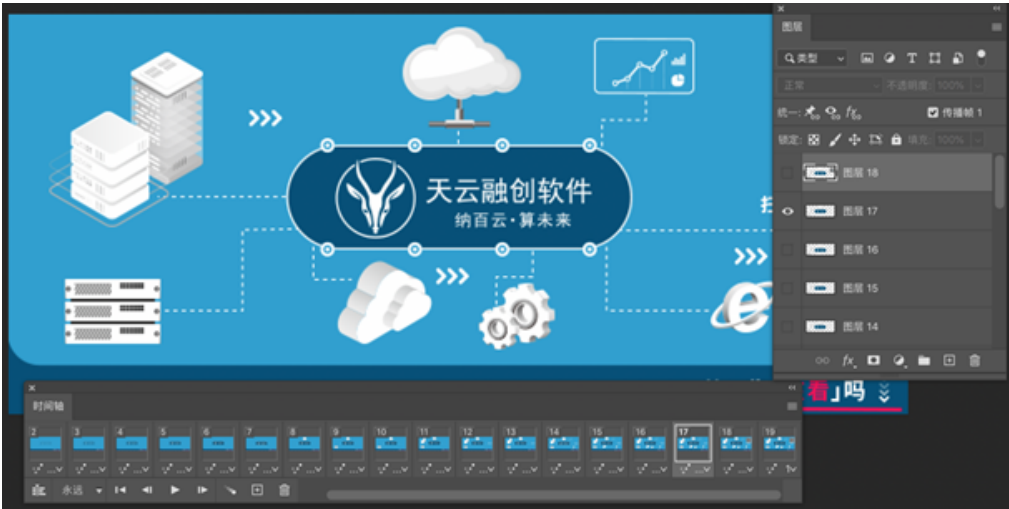 图层
类型
正常
不透明度: 100%
统一:
传播帧 1
锁定:
填充: 100%
图层 18
图层 17
图层 16
图层 15
图层 14
天云融创软件
纳百云·算未来
看」吗
时间轴
2 3 4 5 6 7 8 9 10 11 12 13 14 15 16 17 18 19
永远